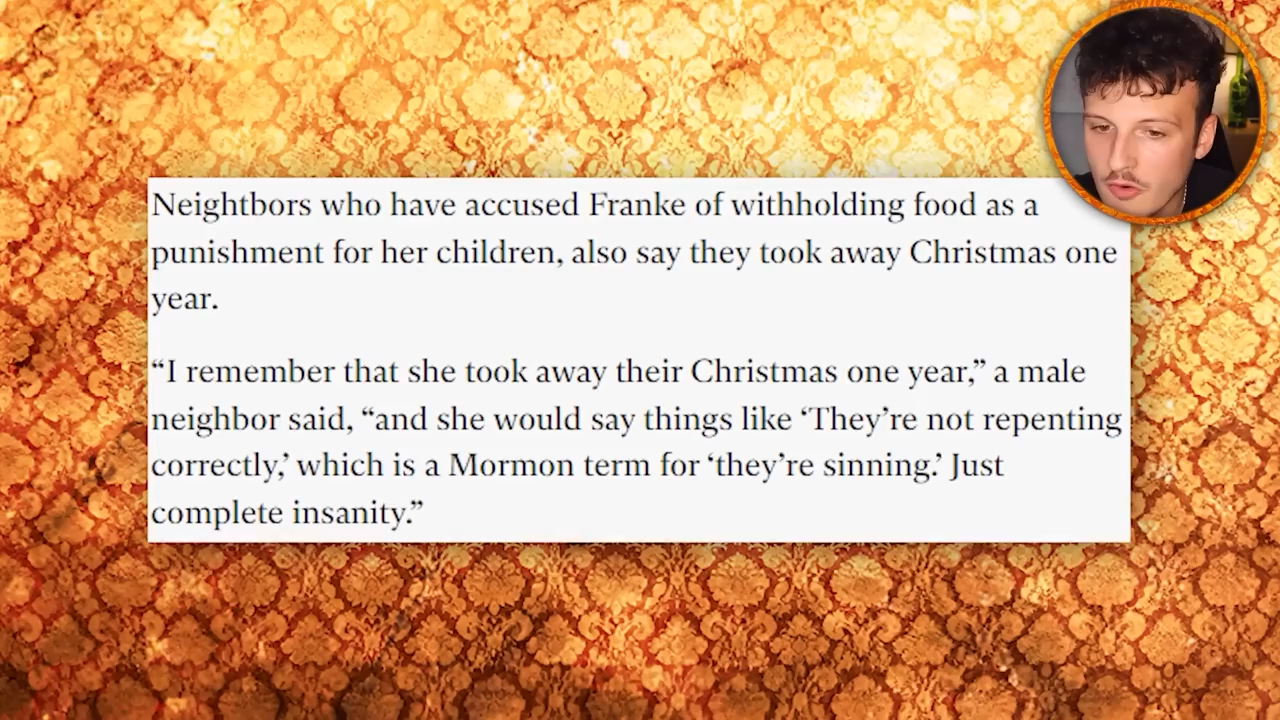 Neightbors who have accused Franke of withholding food as a
punishment for her children, also say they took away Christmas one
year.
“I remember that she took away their Christmas one year,” a male
neighbor said, “and she would say things like ‘They’re not repenting
correctly,’ which is a Mormon term for ‘they’re sinning.’ Just
complete insanity.”